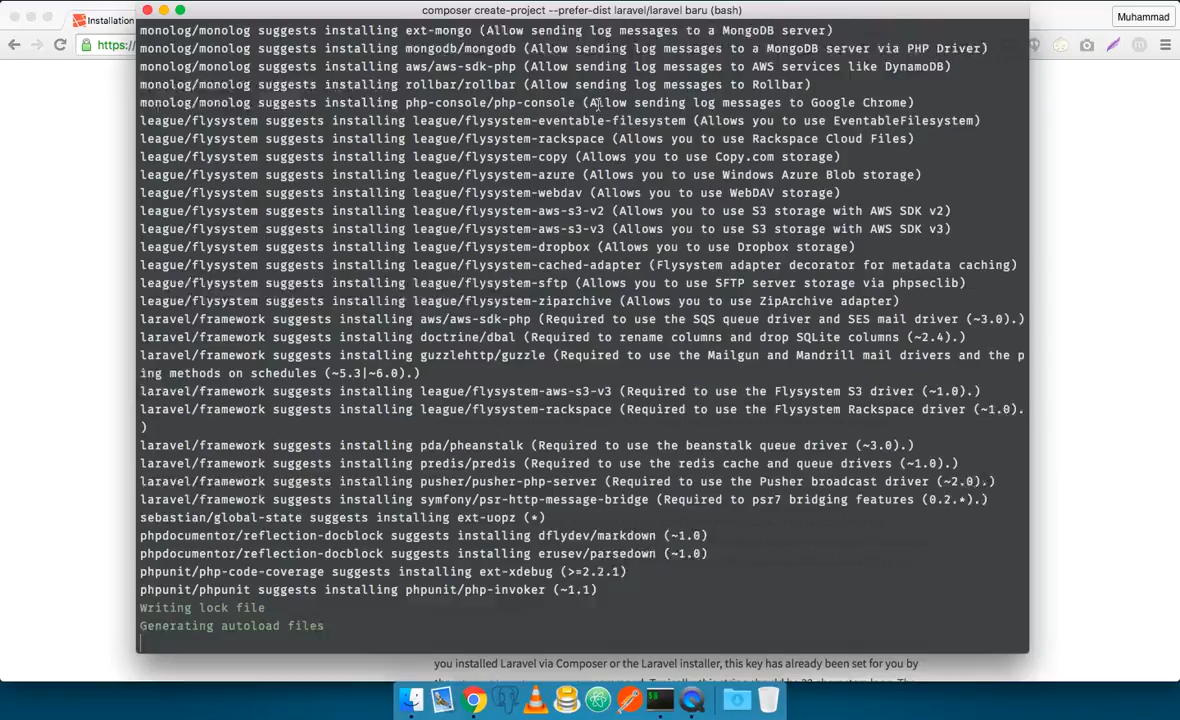 composer create-project --prefer-dist laravel/laravel baru (bash)
Installation
Muhammad
https:/
monolog/monolog suggests installing ext-mongo (Allow sending log messages to a MongoDB server)
monolog/monolog suggests installing mongodb/mongodb (Allow sending log messages to a MongoDB server via PHP Driver)
monolog/monolog suggests installing aws/aws-sdk-php (Allow sending log messages to AWS services like DynamoDB)
monolog/monolog suggests installing rollbar/rollbar (Allow sending log messages to Rollbar)
monolog/monolog suggests installing php-console/php-console (Allow sending log messages to Google Chrome)
league/flysystem suggests installing league/flysystem-eventable-filesystem (Allows you to use EventableFilesystem)
league/flysystem suggests installing league/flysystem-rackspace (Allows you to use Rackspace Cloud Files)
league/flysystem suggests installing league/flysystem-copy (Allows you to use Copy.com storage)
league/flysystem suggests installing league/flysystem-azure (Allows you to use Windows Azure Blob storage)
league/flysystem suggests installing league/flysystem-webdav (Allows you to use WebDAV storage)
league/flysystem suggests installing league/flysystem-aws-s3-v2 (Allows you to use S3 storage with AWS SDK v2)
league/flysystem suggests installing league/flysystem-aws-s3-v3 (Allows you to use S3 storage with AWS SDK v3)
league/flysystem suggests installing league/flysystem-dropbox (Allows you to use Dropbox storage)
league/flysystem suggests installing league/flysystem-cached-adapter (Flysystem adapter decorator for metadata caching)
league/flysystem suggests installing league/flysystem-sftp (Allows you to use SFTP server storage via phpseclib)
league/flysystem suggests installing league/flysystem-ziparchive (Allows you to use ZipArchive adapter)
laravel/framework suggests installing aws/aws-sdk-php (Required to use the SQS queue driver and SES mail driver (~3.0).)
laravel/framework suggests installing doctrine/dbal (Required to rename columns and drop SQLite columns (~2.4).)
laravel/framework suggests installing guzzlehttp/guzzle (Required to use the Mailgun and Mandrill mail drivers and the p
ing methods on schedules (~5.3|~6.0).)
laravel/framework suggests installing league/flysystem-aws-s3-v3 (Required to use the Flysystem S3 driver (~1.0).)
laravel/framework suggests installing league/flysystem-rackspace (Required to use the Flysystem Rackspace driver (~1.0).
)
laravel/framework suggests installing pda/pheanstalk (Required to use the beanstalk queue driver (~3.0).)
laravel/framework suggests installing predis/predis (Required to use the redis cache and queue drivers (~1.0).)
laravel/framework suggests installing pusher/pusher-php-server (Required to use the Pusher broadcast driver (~2.0).)
laravel/framework suggests installing symfony/psr-http-message-bridge (Required to psr7 bridging features (0.2.*).)
sebastian/global-state suggests installing ext-uopz (*)
phpdocumentor/reflection-docblock suggests installing dflydev/markdown (~1.0)
phpdocumentor/reflection-docblock suggests installing erusev/parsedown (~1.0)
phpunit/php-code-coverage suggests installing ext-xdebug (>=2.2.1)
phpunit/phpunit suggests installing phpunit/php-invoker (~1.1)
Writing lock file
Generating autoload files
you installed Laravel via Composer or the Laravel installer, this key has already been set for you by